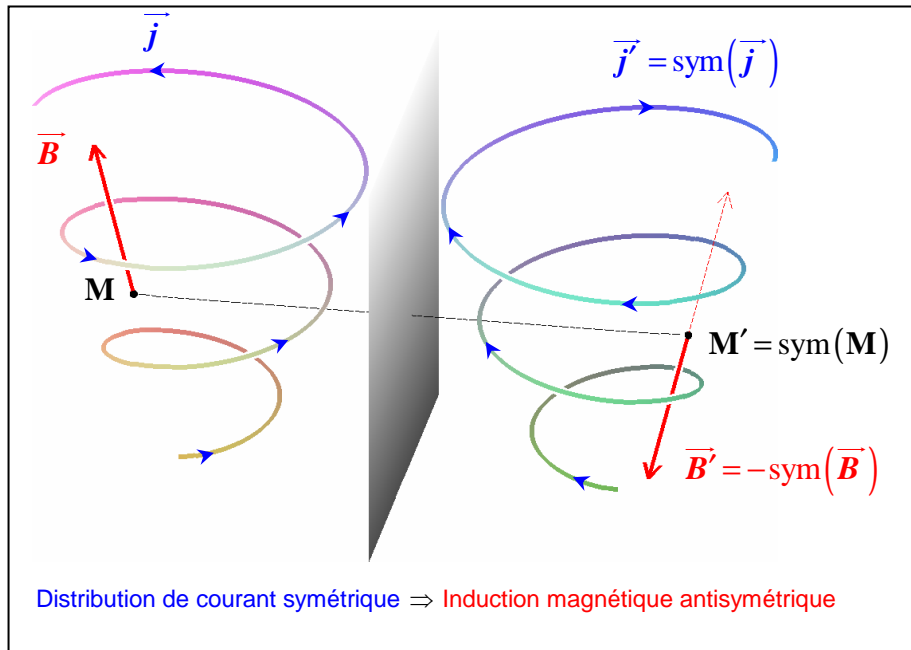 j⃗
j′⃗ = sym(j⃗)
B⃗
M
M′ = sym(M)
B′⃗ = −sym(B⃗)
Distribution de courant symétrique ⇒ Induction magnétique antisymétrique